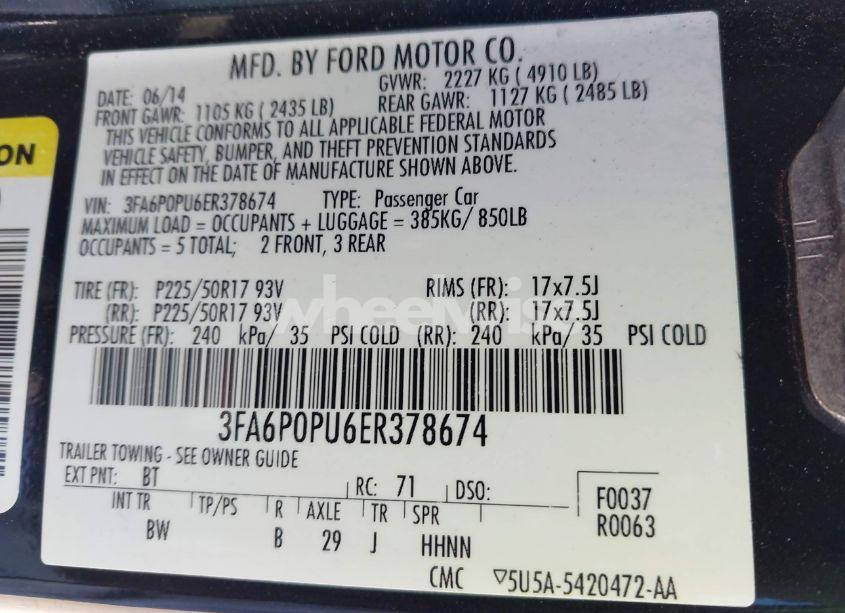 MFD. BY FORD MOTOR CO.
DATE: 06/14 GVWR: 2227 KG ( 4910 LB)
FRONT GAWR: 1105 KG ( 2435 LB) REAR GAWR: 1127 KG ( 2485 LB)
THIS VEHICLE CONFORMS TO ALL APPLICABLE FEDERAL MOTOR
VEHICLE SAFETY, BUMPER, AND THEFT PREVENTION STANDARDS
IN EFFECT ON THE DATE OF MANUFACTURE SHOWN ABOVE.
VIN: 3FA6P0PU6ER378674 TYPE: Passenger Car
MAXIMUM LOAD = OCCUPANTS + LUGGAGE = 385KG/ 850LB
OCCUPANTS = 5 TOTAL; 2 FRONT, 3 REAR
TIRE (FR): P225/50R17 93V RIMS (FR): 17x7.5J
(RR): P225/50R17 93V (RR): 17x7.5J
PRESSURE (FR): 240 kPa/ 35 PSI COLD (RR): 240 kPa/ 35 PSI COLD
wheelwise
3FA6P0PU6ER378674
TRAILER TOWING - SEE OWNER GUIDE
EXT PNT: BT RC: 71 DSO:
INT TR TP/PS R AXLE TR SPR F0037
BW B 29 J HHNN R0063
CMC ▽5U5A-5420472-AA
ON